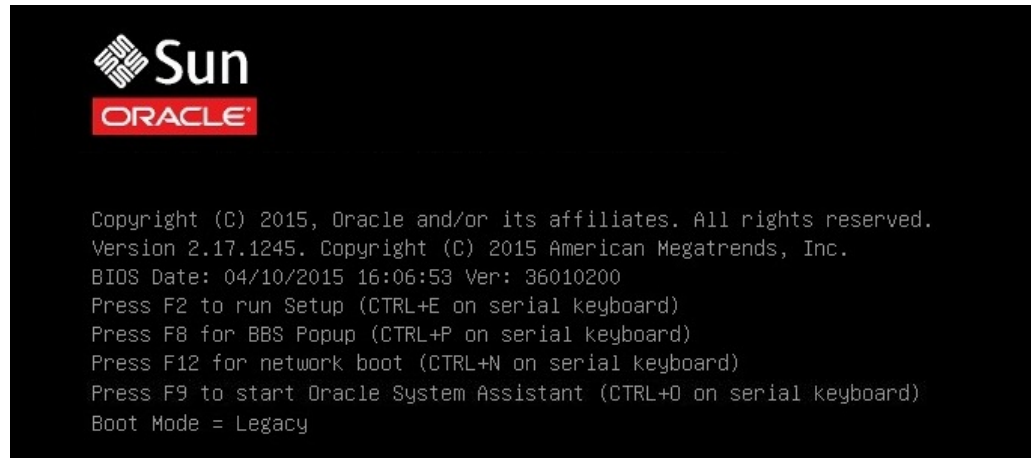 Sun
ORACLE
Copyright (C) 2015, Oracle and/or its affiliates. All rights reserved.
Version 2.17.1245. Copyright (C) 2015 American Megatrends, Inc.
BIOS Date: 04/10/2015 16:06:53 Ver: 36010200
Press F2 to run Setup (CTRL+E on serial keyboard)
Press F8 for BBS Popup (CTRL+P on serial keyboard)
Press F12 for network boot (CTRL+N on serial keyboard)
Press F9 to start Oracle System Assistant (CTRL+O on serial keyboard)
Boot Mode = Legacy